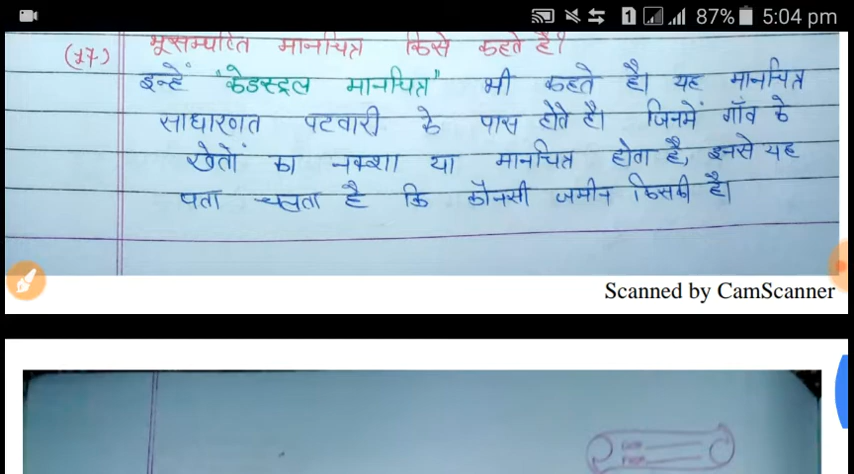 87% 5:04 pm
(17.) भूसम्पत्ति मानचित्र किसे कहते है?
इन्हें "केडस्ट्रल मानचित्र" भी कहते है। यह मानचित्र
साधारणत पटवारी के पास होते है। जिनमें गाँव के
खेतों का नक्शा या मानचित्र होता है, इनसे यह
पता चलता है कि कौनसी जमीन किसकी है।
Scanned by CamScanner